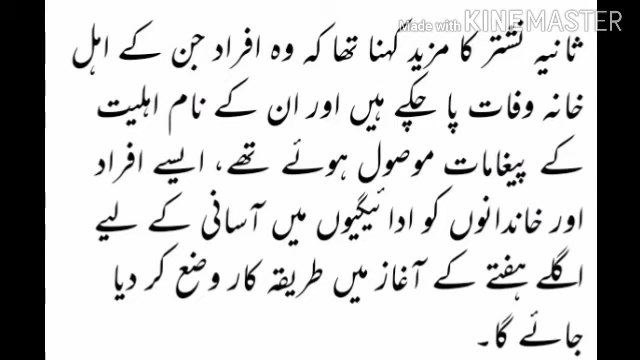 Made with KINEMASTER
ثانیہ نشتر کا مزید کہنا تھا کہ وہ افراد جن کے اہل
خانہ وفات پا چکے ہیں اور ان کے نام اہلیت
کے پیغامات موصول ہوئے تھے، ایسے افراد
اور خاندانوں کو ادائیگیوں میں آسانی کے لیے
اگلے ہفتے کے آغاز میں طریقہ کار وضع کر دیا
جائے گا۔